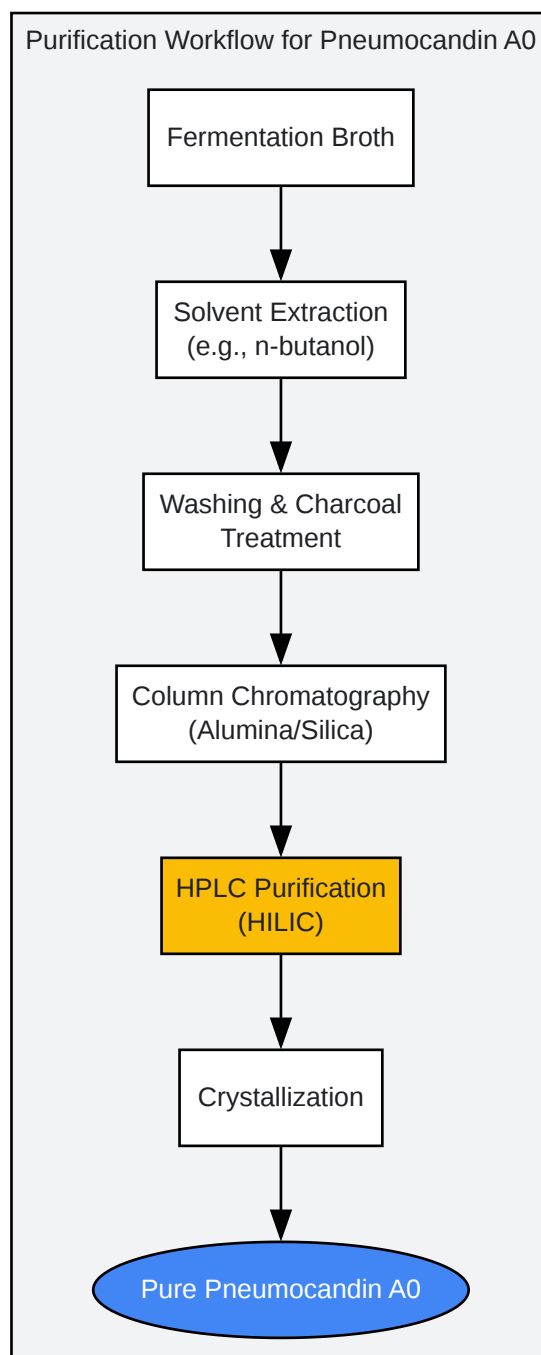 Purification Workflow for Pneumocandin A0
Fermentation Broth
Solvent Extraction
(e.g., n-butanol)
Washing & Charcoal
Treatment
Column Chromatography
(Alumina/Silica)
HPLC Purification
(HILIC)
Crystallization
Pure Pneumocandin A0